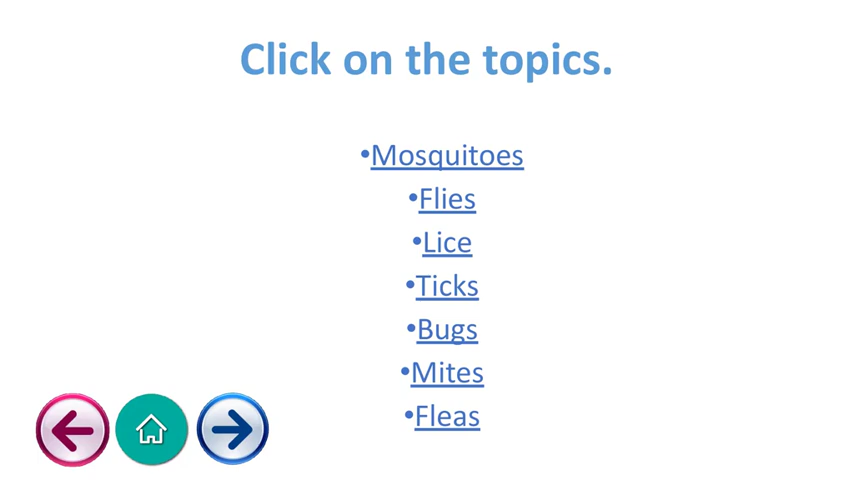 Click on the topics.
•Mosquitoes
•Flies
•Lice
•Ticks
•Bugs
•Mites
•Fleas